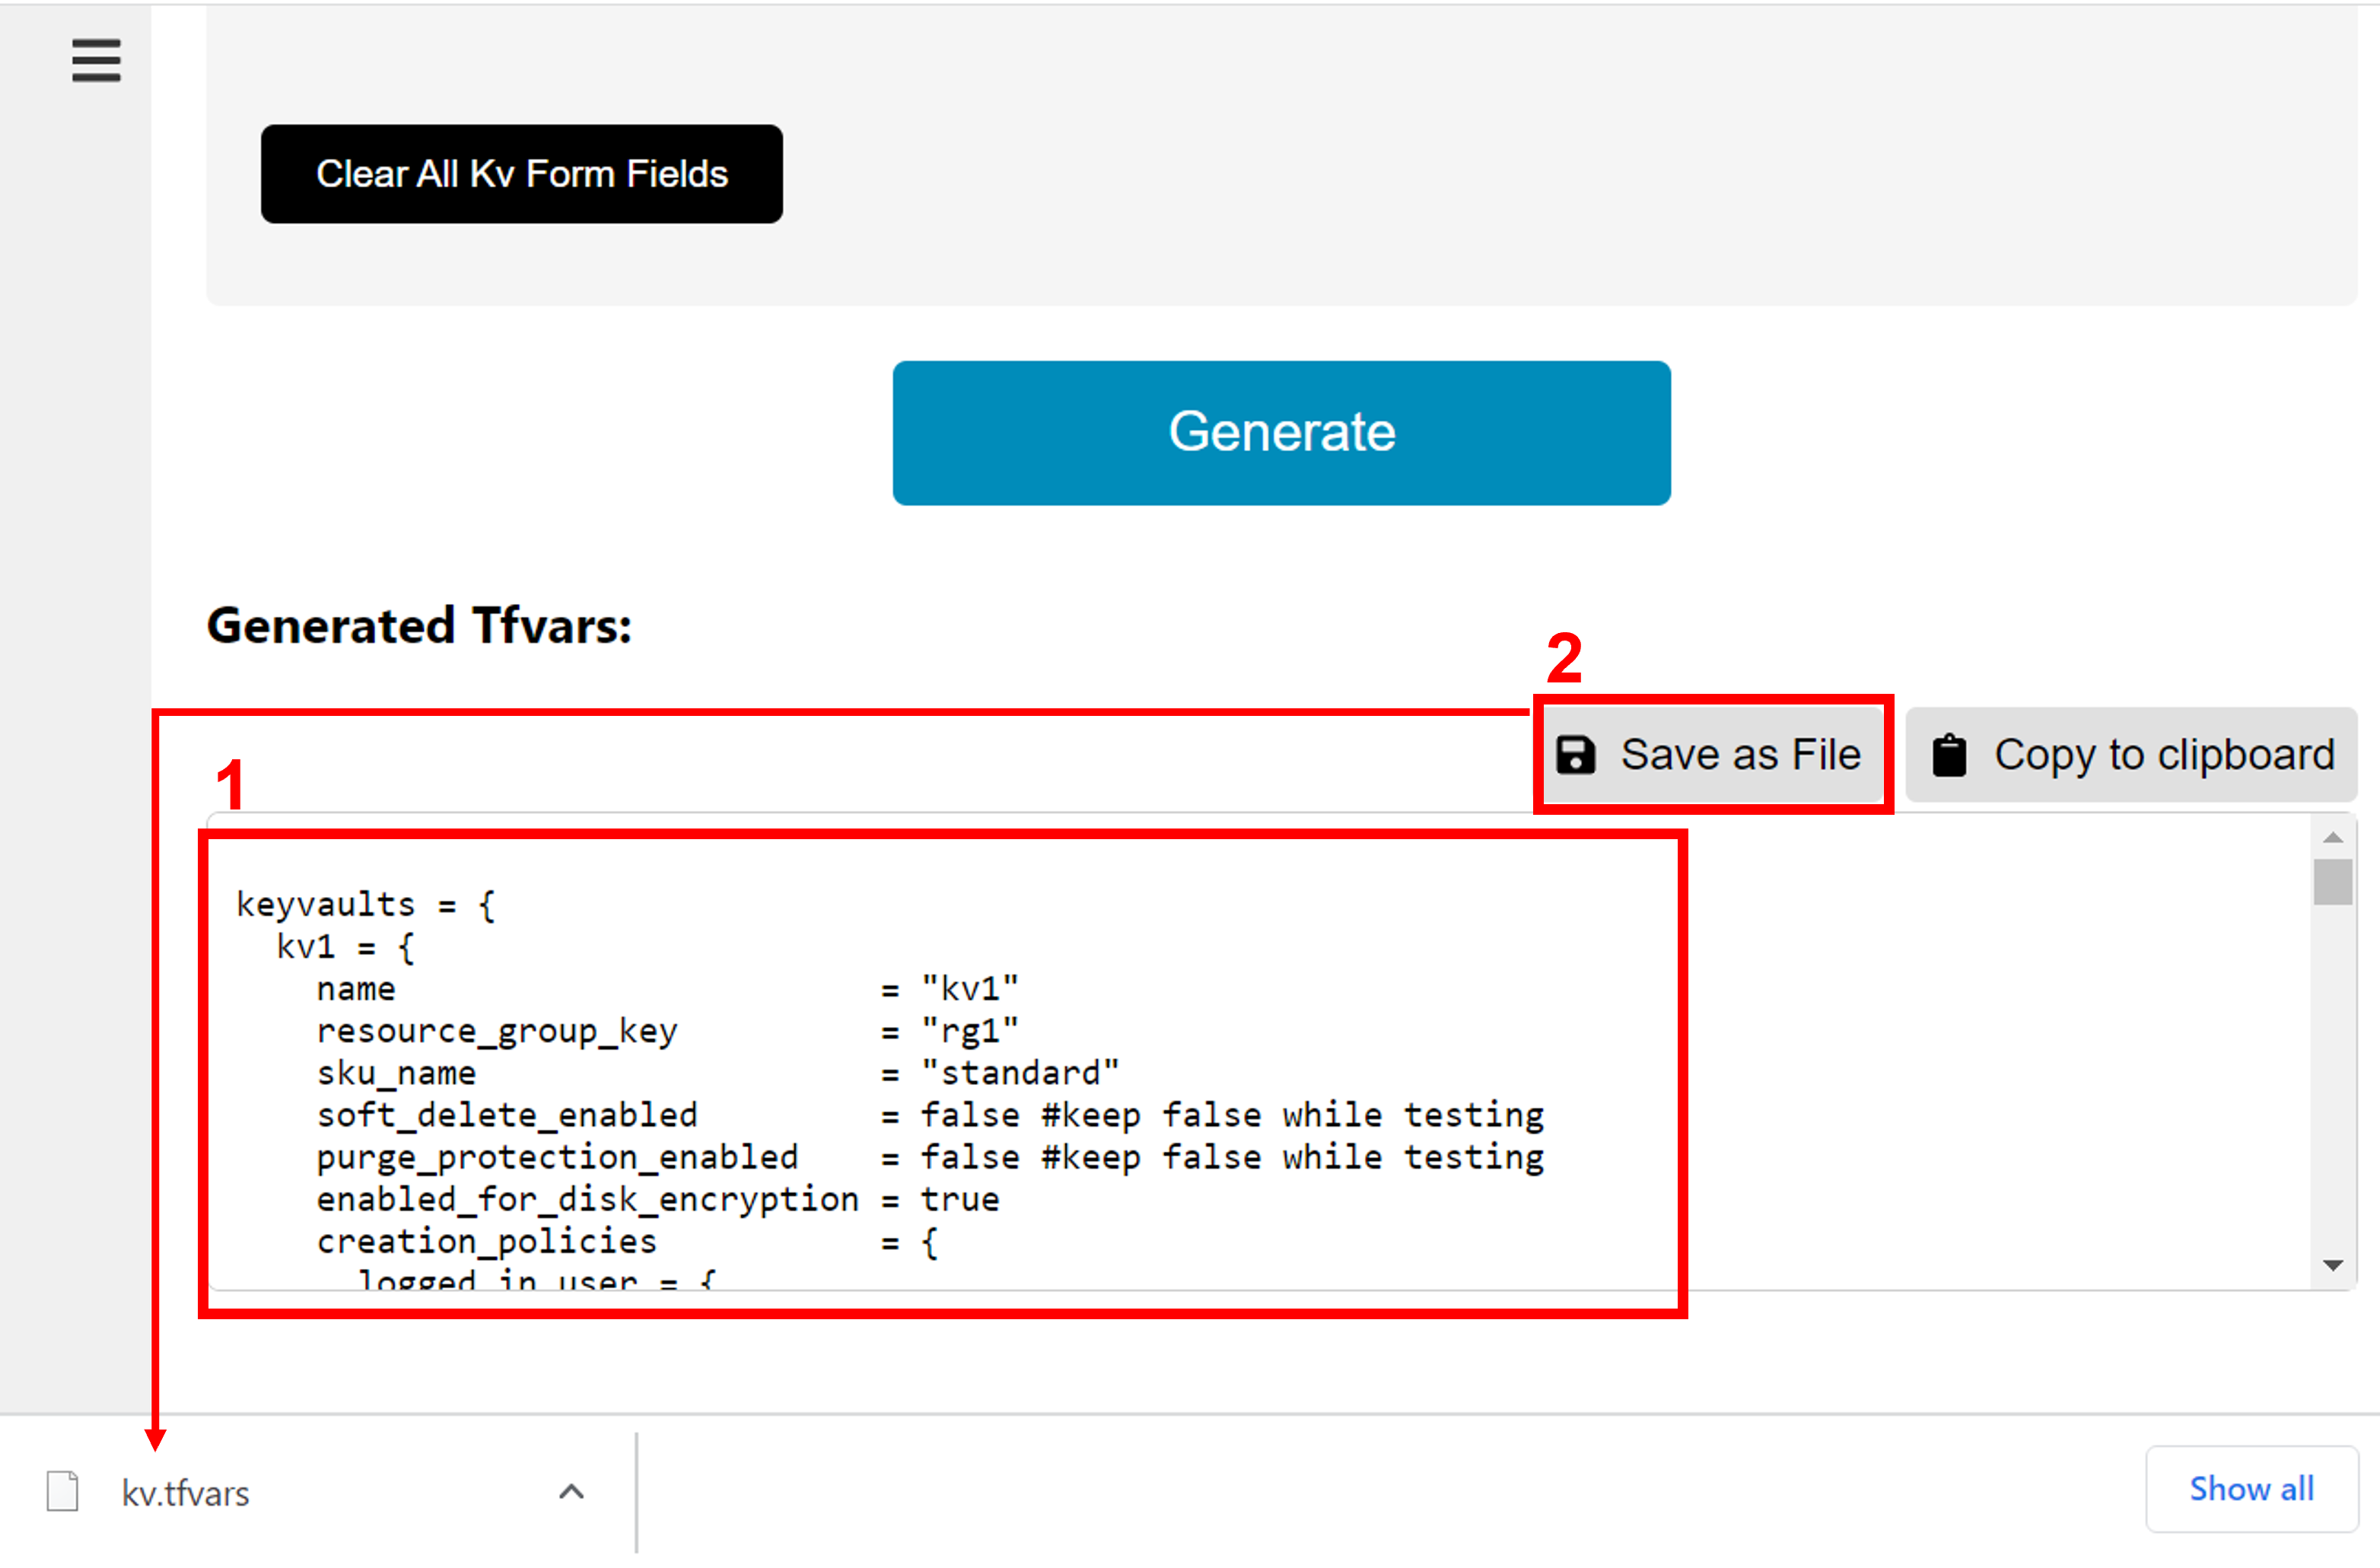 Clear All Kv Form Fields
Generate
Generated Tfvars:
2
Save as File
Copy to clipboard
1
keyvaults = {
  kv1 = {
    name                        = "kv1"
    resource_group_key          = "rg1"
    sku_name                    = "standard"
    soft_delete_enabled         = false #keep false while testing
    purge_protection_enabled    = false #keep false while testing
    enabled_for_disk_encryption = true
    creation_policies           = {
      logged_in_user = {
kv.tfvars
Show all